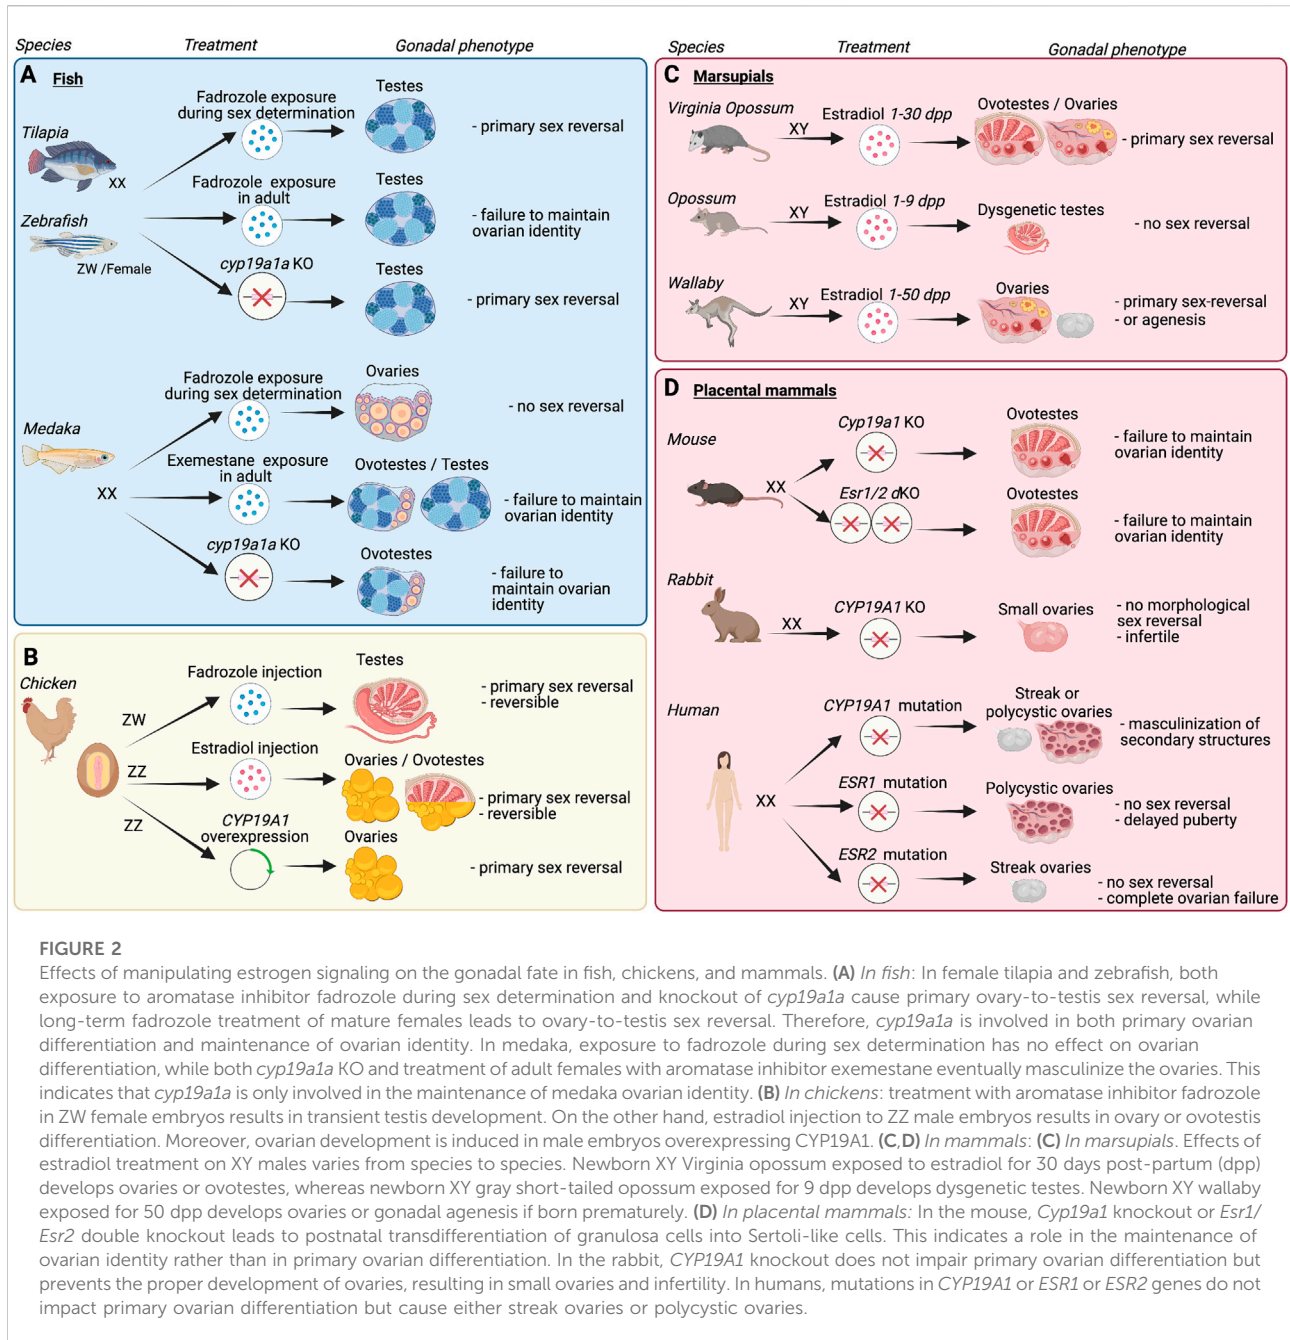 Species Treatment Gonadal phenotype
A Fish
Tilapia
XX
Zebrafish
ZW /Female
Fadrozole exposure
during sex determination
Testes
- primary sex reversal
Fadrozole exposure
in adult
Testes
- failure to maintain
ovarian identity
cyp19a1a KO
Testes
- primary sex reversal
Medaka
XX
Fadrozole exposure
during sex determination
Ovaries
- no sex reversal
Exemestane exposure
in adult
Ovotestes / Testes
- failure to maintain
ovarian identity
cyp19a1a KO
Ovotestes
- failure to
maintain ovarian
identity
B
Chicken
ZW
Fadrozole injection
Testes
- primary sex reversal
- reversible
ZZ
Estradiol injection
Ovaries / Ovotestes
- primary sex reversal
- reversible
ZZ
CYP19A1
overexpression
Ovaries
- primary sex reversal
Species Treatment Gonadal phenotype
C Marsupials
Virginia Opossum
XY
Estradiol 1-30 dpp
Ovotestes / Ovaries
- primary sex reversal
Opossum
XY
Estradiol 1-9 dpp
Dysgenetic testes
- no sex reversal
Wallaby
XY
Estradiol 1-50 dpp
Ovaries
- primary sex-reversal
- or agenesis
D Placental mammals
Mouse
XX
Cyp19a1 KO
Ovotestes
- failure to maintain
ovarian identity
Esr1/2 dKO
Ovotestes
- failure to maintain
ovarian identity
Rabbit
XX
CYP19A1 KO
Small ovaries
- no morphological
sex reversal
- infertile
Human
XX
CYP19A1 mutation
Streak or
polycystic ovaries
- masculinization of
secondary structures
ESR1 mutation
Polycystic ovaries
- no sex reversal
- delayed puberty
ESR2 mutation
Streak ovaries
- no sex reversal
- complete ovarian failure
FIGURE 2
Effects of manipulating estrogen signaling on the gonadal fate in fish, chickens, and mammals. (A) In fish: In female tilapia and zebrafish, both
exposure to aromatase inhibitor fadrozole during sex determination and knockout of cyp19a1a cause primary ovary-to-testis sex reversal, while
long-term fadrozole treatment of mature females leads to ovary-to-testis sex reversal. Therefore, cyp19a1a is involved in both primary ovarian
differentiation and maintenance of ovarian identity. In medaka, exposure to fadrozole during sex determination has no effect on ovarian
differentiation, while both cyp19a1a KO and treatment of adult females with aromatase inhibitor exemestane eventually masculinize the ovaries. This
indicates that cyp19a1a is only involved in the maintenance of medaka ovarian identity. (B) In chickens: treatment with aromatase inhibitor fadrozole
in ZW female embryos results in transient testis development. On the other hand, estradiol injection to ZZ male embryos results in ovary or ovotestis
differentiation. Moreover, ovarian development is induced in male embryos overexpressing CYP19A1. (C,D) In mammals: (C) In marsupials. Effects of
estradiol treatment on XY males varies from species to species. Newborn XY Virginia opossum exposed to estradiol for 30 days post-partum (dpp)
develops ovaries or ovotestes, whereas newborn XY gray short-tailed opossum exposed for 9 dpp develops dysgenetic testes. Newborn XY wallaby
exposed for 50 dpp develops ovaries or gonadal agenesis if born prematurely. (D) In placental mammals: In the mouse, Cyp19a1 knockout or Esr1/
Esr2 double knockout leads to postnatal transdifferentiation of granulosa cells into Sertoli-like cells. This indicates a role in the maintenance of
ovarian identity rather than in primary ovarian differentiation. In the rabbit, CYP19A1 knockout does not impair primary ovarian differentiation but
prevents the proper development of ovaries, resulting in small ovaries and infertility. In humans, mutations in CYP19A1 or ESR1 or ESR2 genes do not
impact primary ovarian differentiation but cause either streak ovaries or polycystic ovaries.